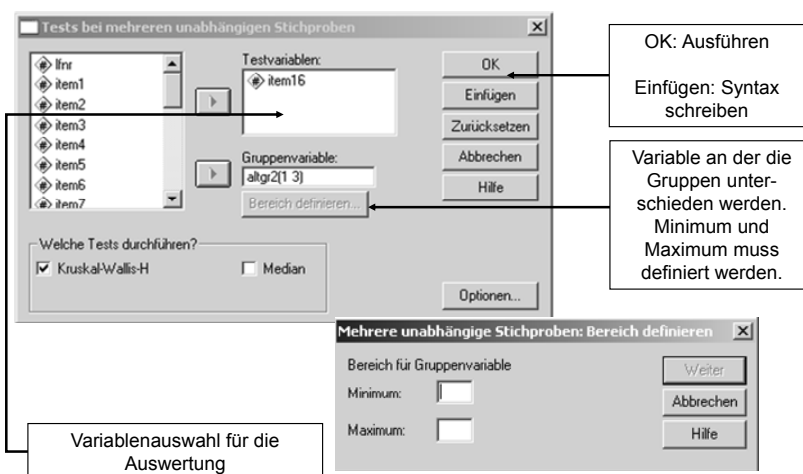 Tests bei mehreren unabhängigen Stichproben
lfnr
item1
item2
item3
item4
item5
item6
item7
Testvariablen:
item16
Gruppenvariable:
altgr2(1 3)
Bereich definieren...
OK
Einfügen
Zurücksetzen
Abbrechen
Hilfe
Welche Tests durchführen?
Kruskal-Wallis-H
Median
Optionen...
OK: Ausführen
Einfügen: Syntax
schreiben
Variable an der die
Gruppen unter-
schieden werden.
Minimum und
Maximum muss
definiert werden.
Mehrere unabhängige Stichproben: Bereich definieren
Bereich für Gruppenvariable
Minimum:
Maximum:
Weiter
Abbrechen
Hilfe
Variablenauswahl für die
Auswertung